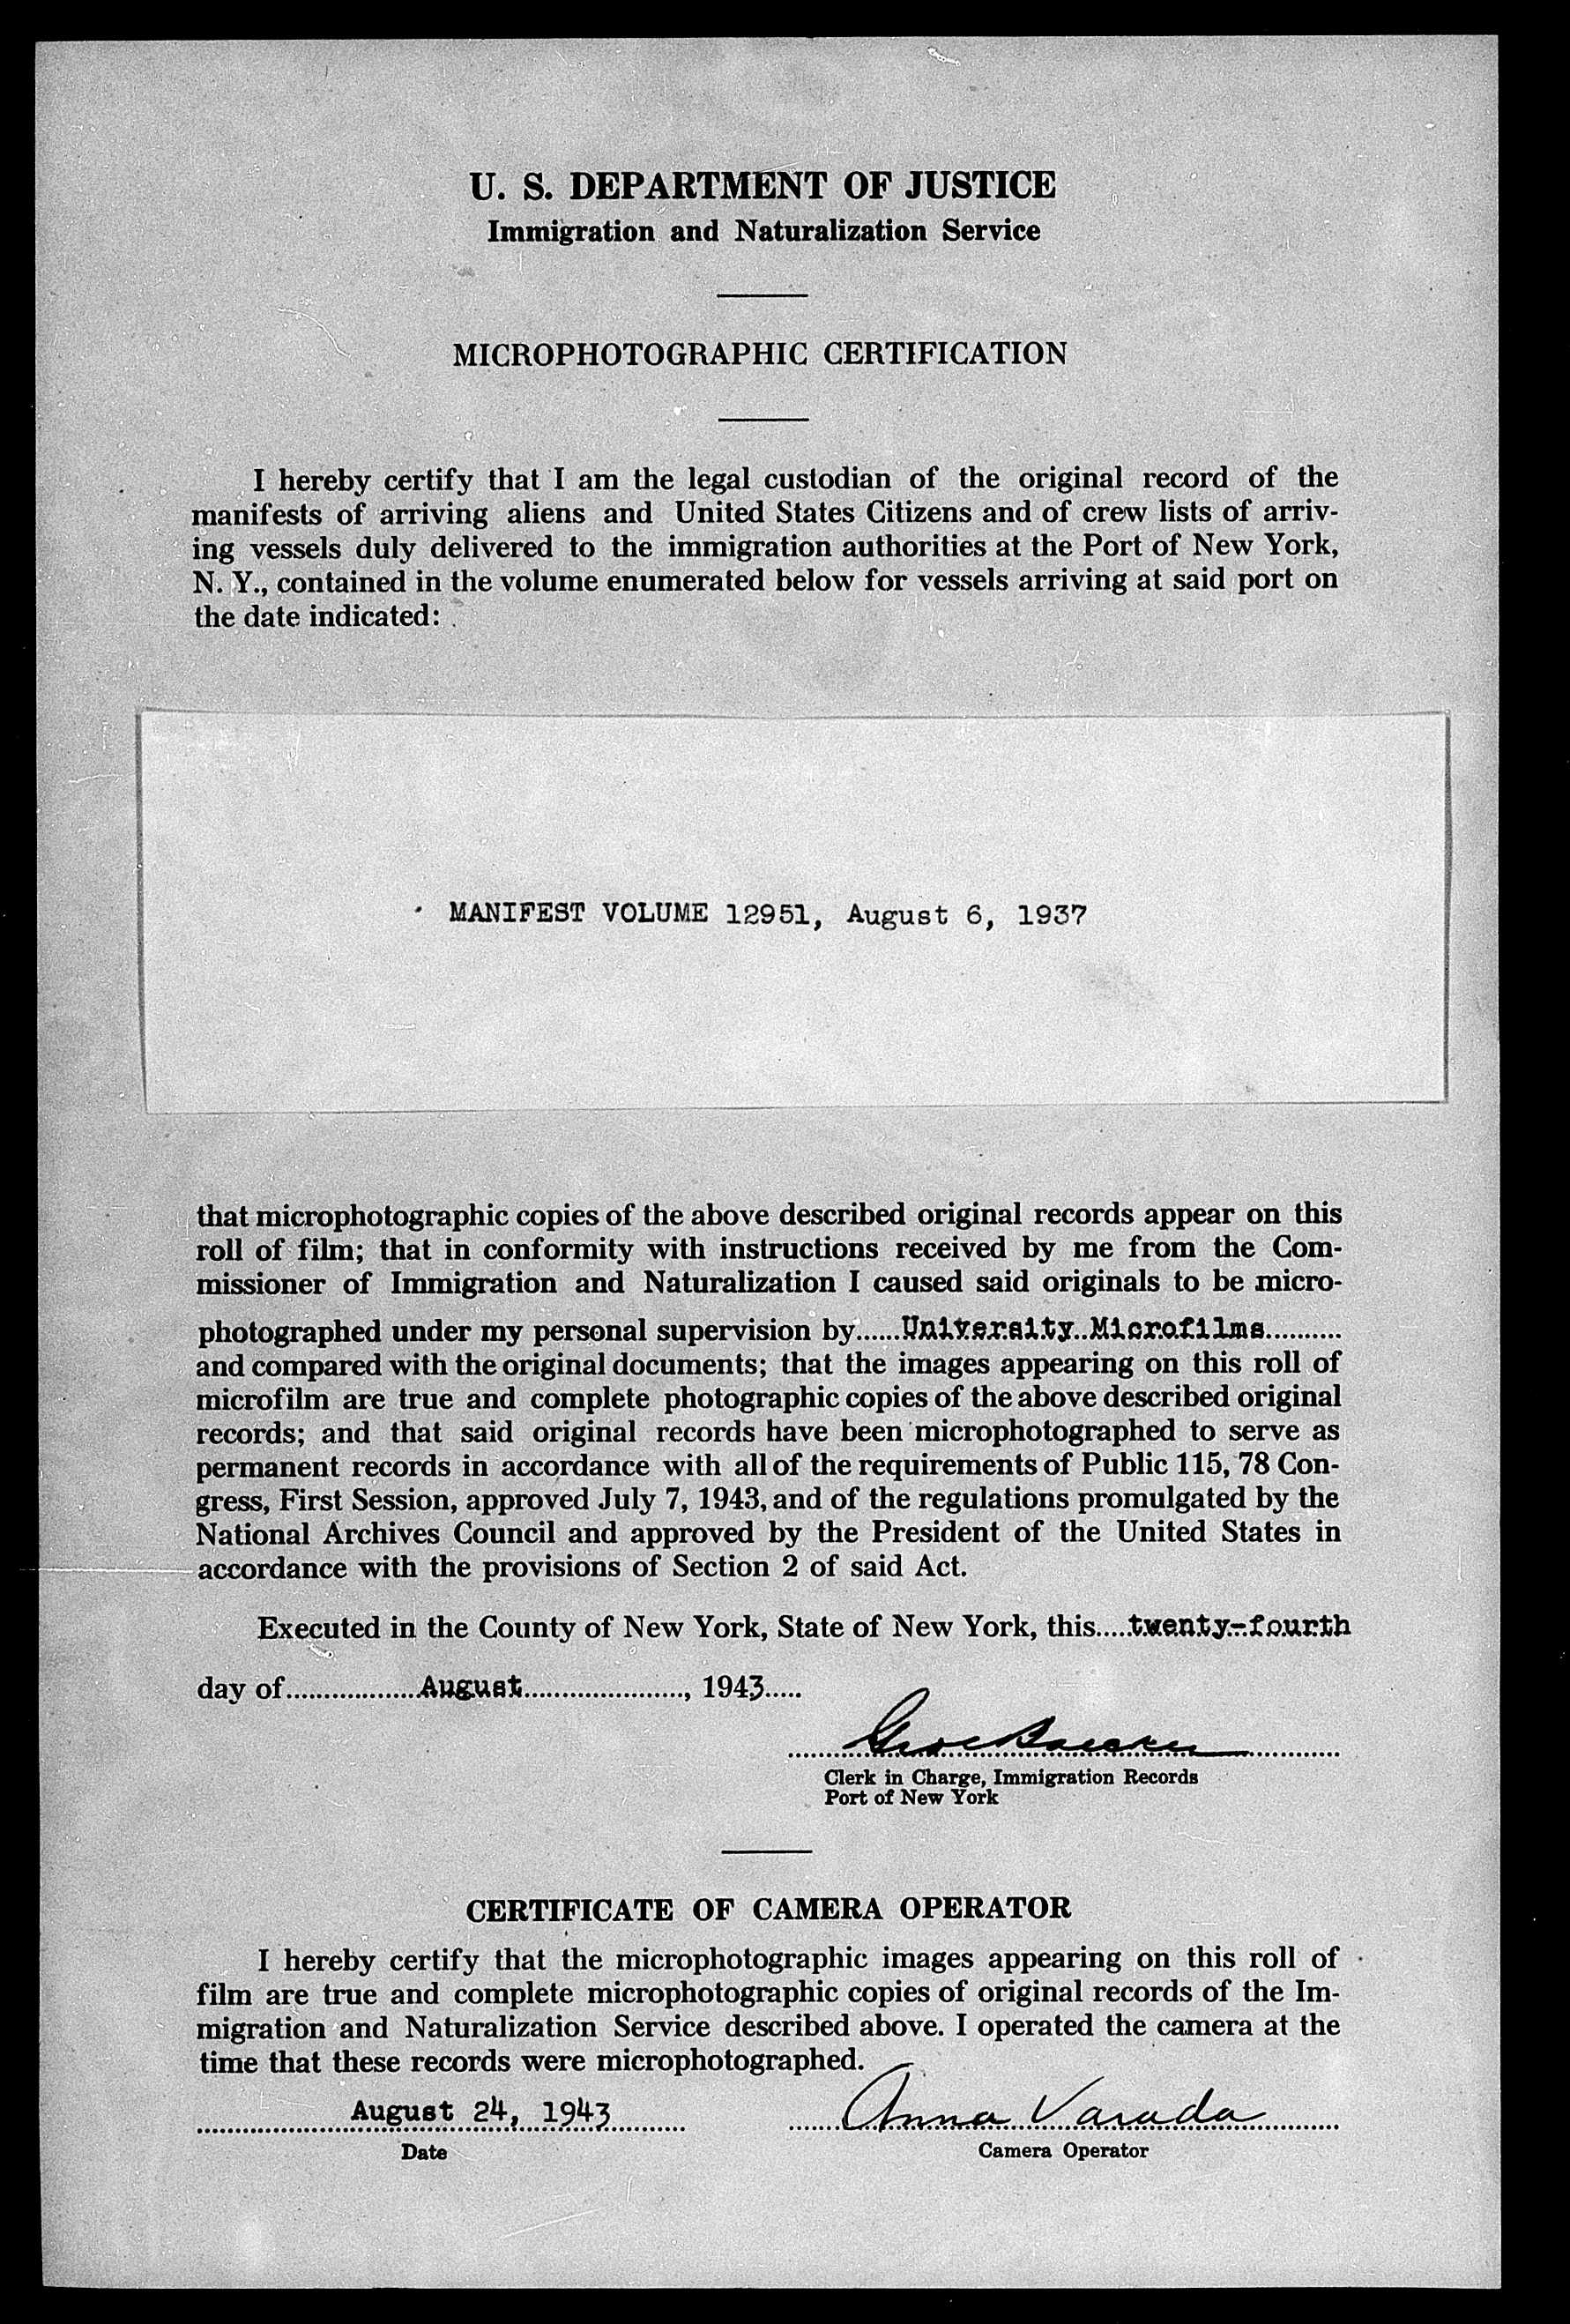 U. S. DEPARTMENT OF JUSTICE
Immigration and Naturalization Service
MICROPHOTOGRAPHIC CERTIFICATION
I hereby certify that I am the legal custodian of the original record of the
manifests of arriving aliens and United States Citizens and of crew lists of arriv-
ing vessels duly delivered to the immigration authorities at the Port of New York,
N. Y., contained in the volume enumerated below for vessels arriving at said port on
the date indicated:
MANIFEST VOLUME 12951, August 6, 1937
that microphotographic copies of the above described original records appear on this
roll of film; that in conformity with instructions received by me from the Com-
missioner of Immigration and Naturalization I caused said originals to be micro-
photographed under my personal supervision by......University Microfilms..........
and compared with the original documents; that the images appearing on this roll of
microfilm are true and complete photographic copies of the above described original
records; and that said original records have been microphotographed to serve as
permanent records in accordance with all of the requirements of Public 115, 78 Con-
gress, First Session, approved July 7, 1943, and of the regulations promulgated by the
National Archives Council and approved by the President of the United States in
accordance with the provisions of Section 2 of said Act.
Executed in the County of New York, State of New York, this.....twenty-fourth
day of..................August......................, 1943.....
Clerk in Charge, Immigration Records
Port of New York
CERTIFICATE OF CAMERA OPERATOR
I hereby certify that the microphotographic images appearing on this roll of
film are true and complete microphotographic copies of original records of the Im-
migration and Naturalization Service described above. I operated the camera at the
time that these records were microphotographed.
August 24, 1943 Anna Varada
Date Camera Operator